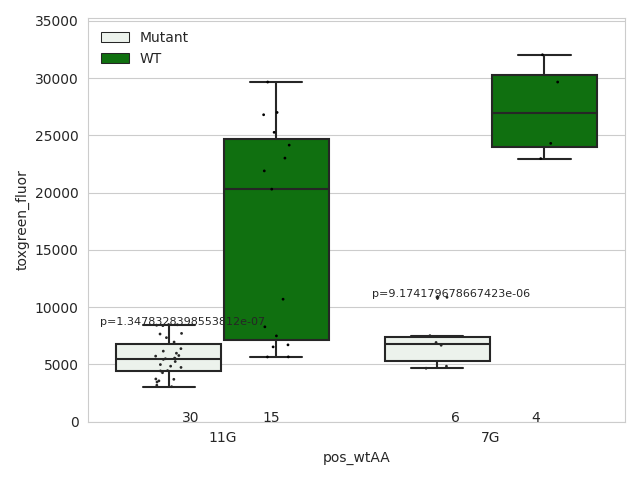 35000
Mutant
WT
30000
25000
20000
15000
10000
5000
0
toxgreen_fluor
p=1.3478328398553812e-07
p=9.174179678667423e-06
30 15 6 4
11G 7G
pos_wtAA